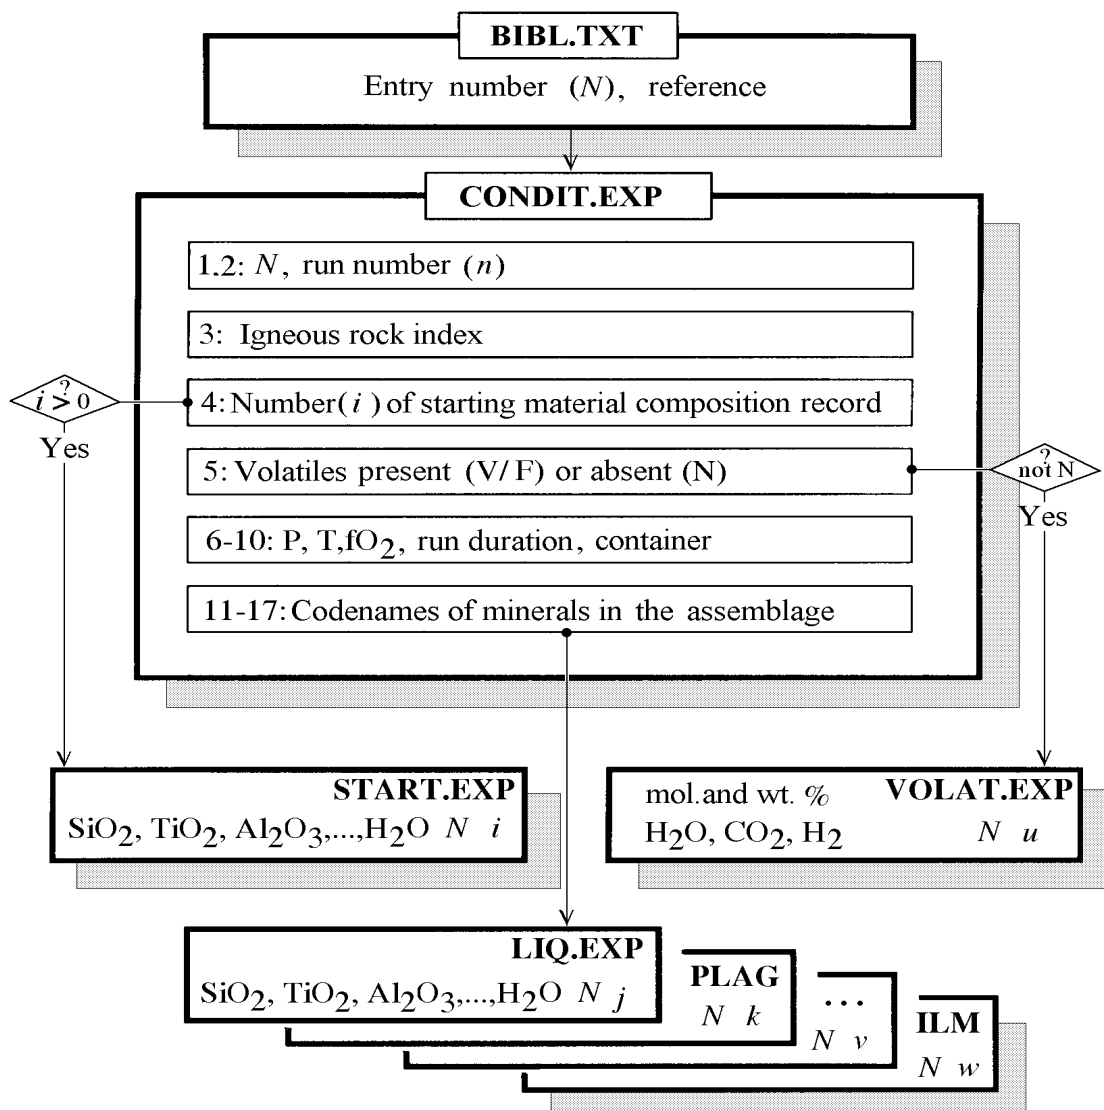 BIBL.TXT
Entry number (N), reference
CONDIT.EXP
1.2: N, run number (n)
3: Igneous rock index
?
i > 0
Yes
4: Number(i) of starting material composition record
5: Volatiles present (V/F) or absent (N)
?
not N
Yes
6-10: P, T,fO₂, run duration, container
11-17: Codenames of minerals in the assemblage
START.EXP
SiO₂, TiO₂, Al₂O₃,...,H₂O N i
mol.and wt. % VOLAT.EXP
H₂O, CO₂, H₂ N u
LIQ.EXP
SiO₂, TiO₂, Al₂O₃,...,H₂O N j
PLAG
N k
...
N v
ILM
N w